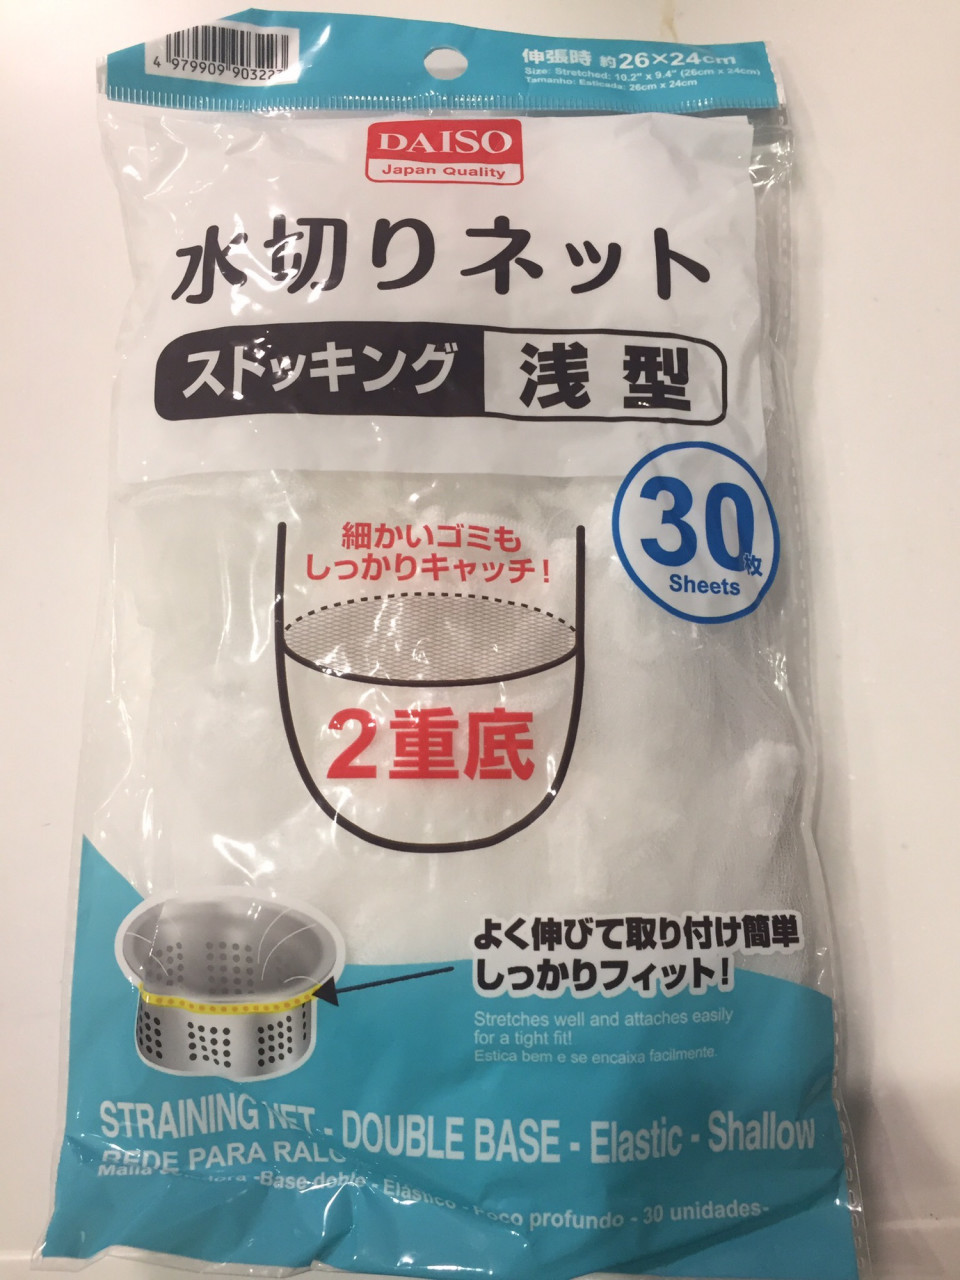 4 979909 90322
伸張時 約26×24cm
Size: Stretched: 10.2" x 9.4" (26cm x 24cm)
Tamanho: Esticada: 26cm x 24cm
DAISO
Japan Quality
水切りネット
ストッキング 浅型
30枚
Sheets
細かいゴミも
しっかりキャッチ!
2重底
よく伸びて取り付け簡単
しっかりフィット!
Stretches well and attaches easily
for a tight fit!
Estica bem e se encaixa facilmente.
STRAINING NET - DOUBLE BASE - Elastic - Shallow
REDE PARA RALO
Malla -Base doble - Elástico - Poco profundo - 30 unidades-